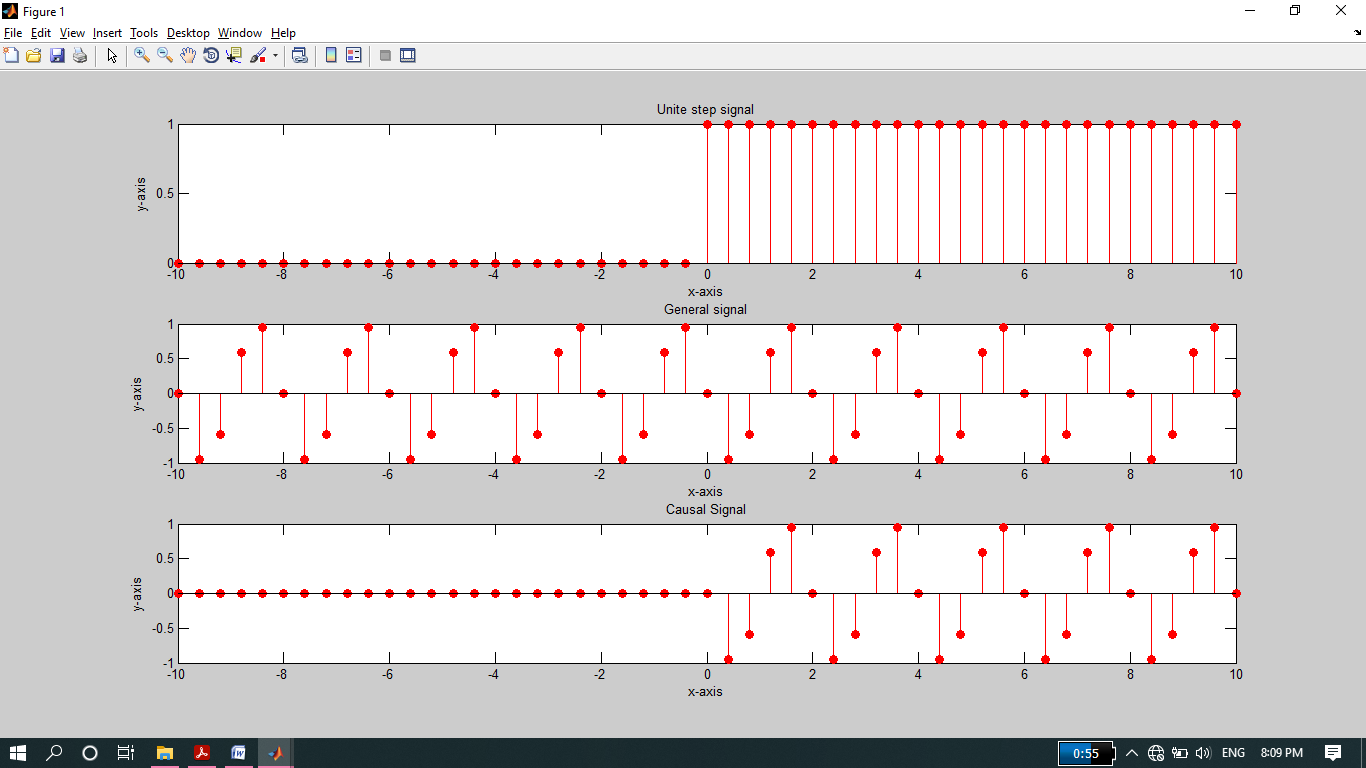 Figure 1
File Edit View Insert Tools Desktop Window Help
Unite step signal
1
0.5
0
y-axis
-10 -8 -6 -4 -2 0 2 4 6 8 10
x-axis
General signal
1
0.5
0
-0.5
-1
y-axis
-10 -8 -6 -4 -2 0 2 4 6 8 10
x-axis
Causal Signal
1
0.5
0
-0.5
-1
y-axis
-10 -8 -6 -4 -2 0 2 4 6 8 10
x-axis
0:55 ENG 8:09 PM